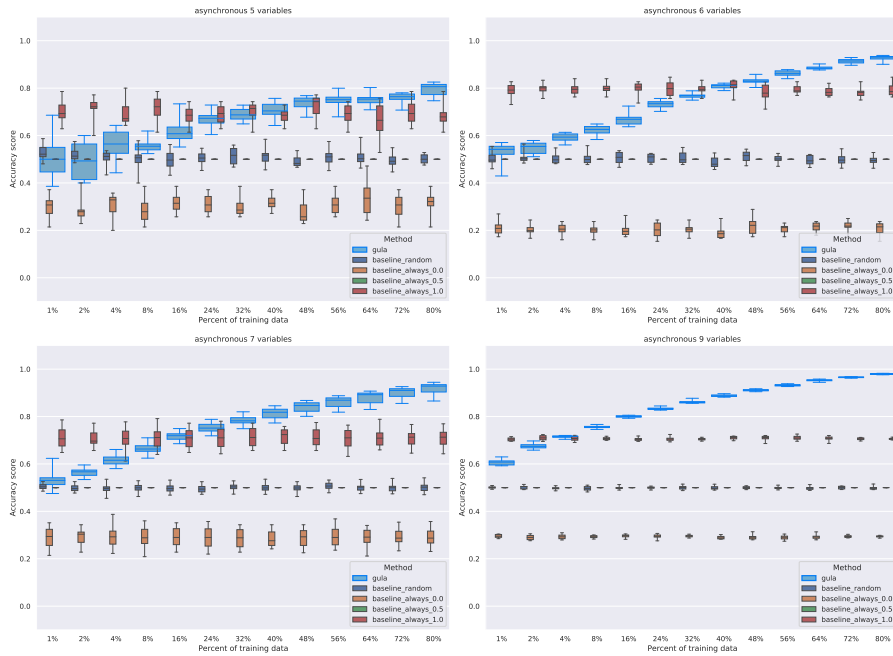 asynchronous 5 variables
1.0
0.8
0.6
0.4
0.2
0.0
Accuracy score
1% 2% 4% 8% 16% 24% 32% 40% 48% 56% 64% 72% 80%
Percent of training data
Method
gula
baseline_random
baseline_always_0.0
baseline_always_0.5
baseline_always_1.0
asynchronous 6 variables
1.0
0.8
0.6
0.4
0.2
0.0
Accuracy score
1% 2% 4% 8% 16% 24% 32% 40% 48% 56% 64% 72% 80%
Percent of training data
Method
gula
baseline_random
baseline_always_0.0
baseline_always_0.5
baseline_always_1.0
asynchronous 7 variables
1.0
0.8
0.6
0.4
0.2
0.0
Accuracy score
1% 2% 4% 8% 16% 24% 32% 40% 48% 56% 64% 72% 80%
Percent of training data
Method
gula
baseline_random
baseline_always_0.0
baseline_always_0.5
baseline_always_1.0
asynchronous 9 variables
1.0
0.8
0.6
0.4
0.2
0.0
Accuracy score
1% 2% 4% 8% 16% 24% 32% 40% 48% 56% 64% 72% 80%
Percent of training data
Method
gula
baseline_random
baseline_always_0.0
baseline_always_0.5
baseline_always_1.0